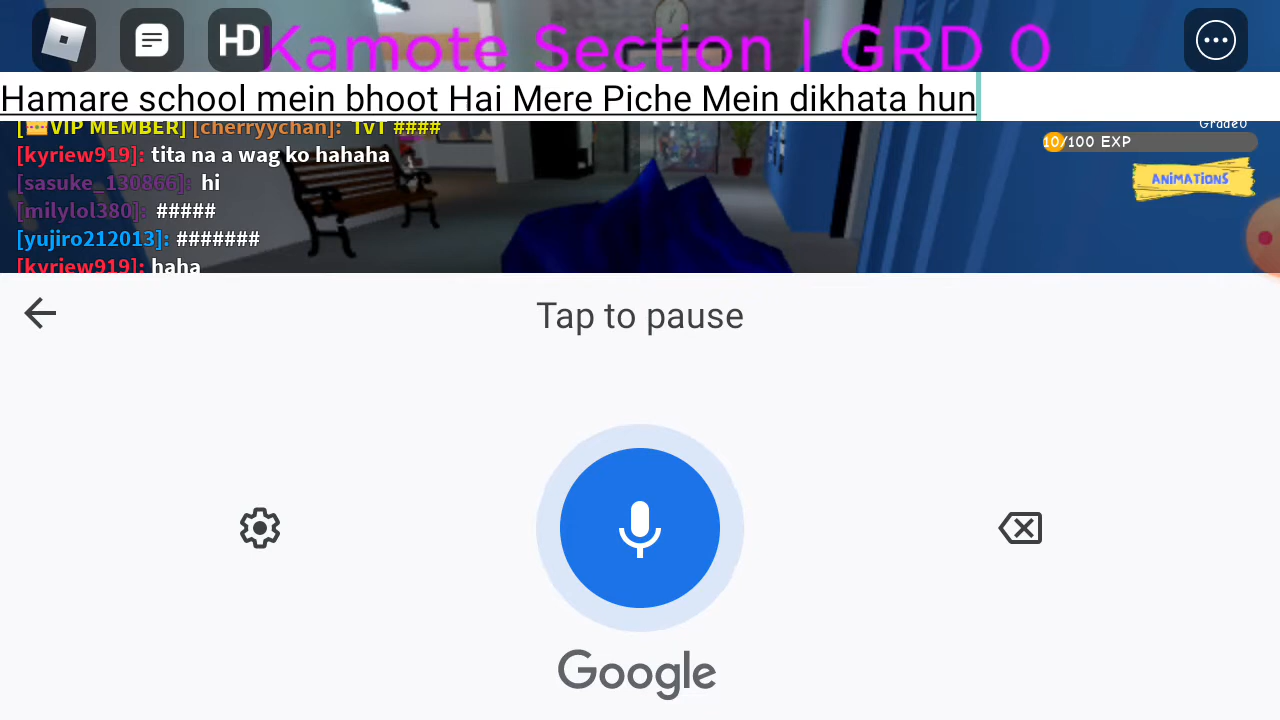 HD
Kamote Section | GRD 0
Hamare school mein bhoot Hai Mere Piche Mein dikhata hun
[VIP MEMBER] [cherryychan]: TvT ####
Grade0
[kyriew919]: tita na a wag ko hahaha
10/100 EXP
[sasuke_130866]: hi
ANIMATIONS
[milylol380]: #####
[yujiro212013]: #######
[kyriew919]: haha
Tap to pause
Google